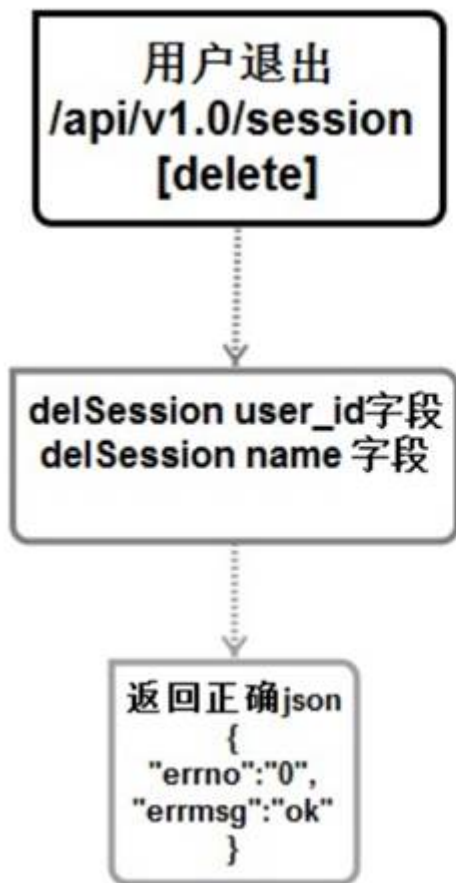 用户退出
/api/v1.0/session
[delete]
delSession user_id字段
delSession name 字段
返回正确json
{
"errno":"0",
"errmsg":"ok"
}